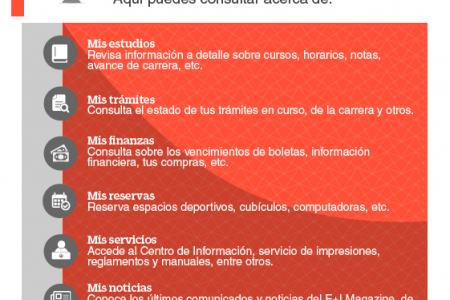 Aquí puedes consultar acerca de:
Mis estudios
Revisa información a detalle sobre cursos, horarios, notas,
avance de carrera, etc.
Mis trámites
Consulta el estado de tus trámites en curso, de la carrera y otros.
Mis finanzas
Consulta sobre los vencimientos de boletas, información
financiera, tus compras, etc.
Mis reservas
Reserva espacios deportivos, cubículos, computadoras, etc.
Mis servicios
Accede al Centro de Información, servicio de impresiones,
reglamentos y manuales, entre otros.
Mis noticias
Conoce los últimos comunicados y noticias del E+I Magazine, de